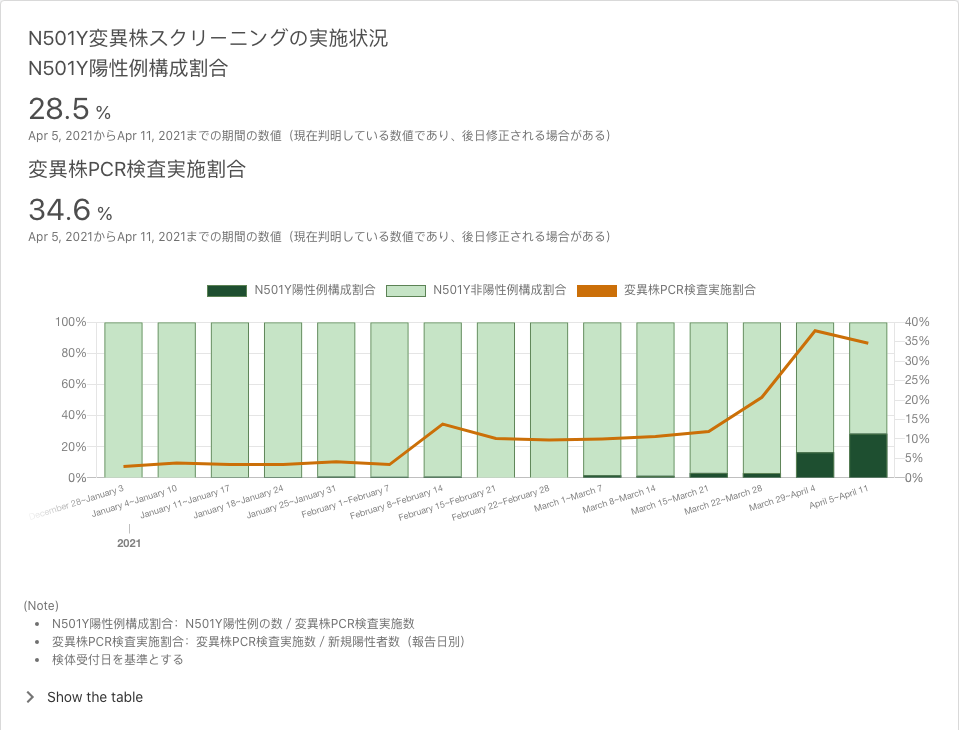 N501Y変異株スクリーニングの実施状況
N501Y陽性例構成割合
28.5 %
Apr 5, 2021からApr 11, 2021までの期間の数値（現在判明している数値であり、後日修正される場合がある）
変異株PCR検査実施割合
34.6 %
Apr 5, 2021からApr 11, 2021までの期間の数値（現在判明している数値であり、後日修正される場合がある）
N501Y陽性例構成割合 N501Y非陽性例構成割合 変異株PCR検査実施割合
100%
80%
60%
40%
20%
0%
40%
35%
30%
25%
20%
15%
10%
5%
0%
December 28~January 3
January 4~January 10
January 11~January 17
January 18~January 24
January 25~January 31
February 1~February 7
February 8~February 14
February 15~February 21
February 22~February 28
March 1~March 7
March 8~March 14
March 15~March 21
March 22~March 28
March 29~April 4
April 5~April 11
2021
(Note)
• N501Y陽性例構成割合：N501Y陽性例の数 / 変異株PCR検査実施数
• 変異株PCR検査実施割合：変異株PCR検査実施数 / 新規陽性者数（報告日別）
• 検体受付日を基準とする
Show the table